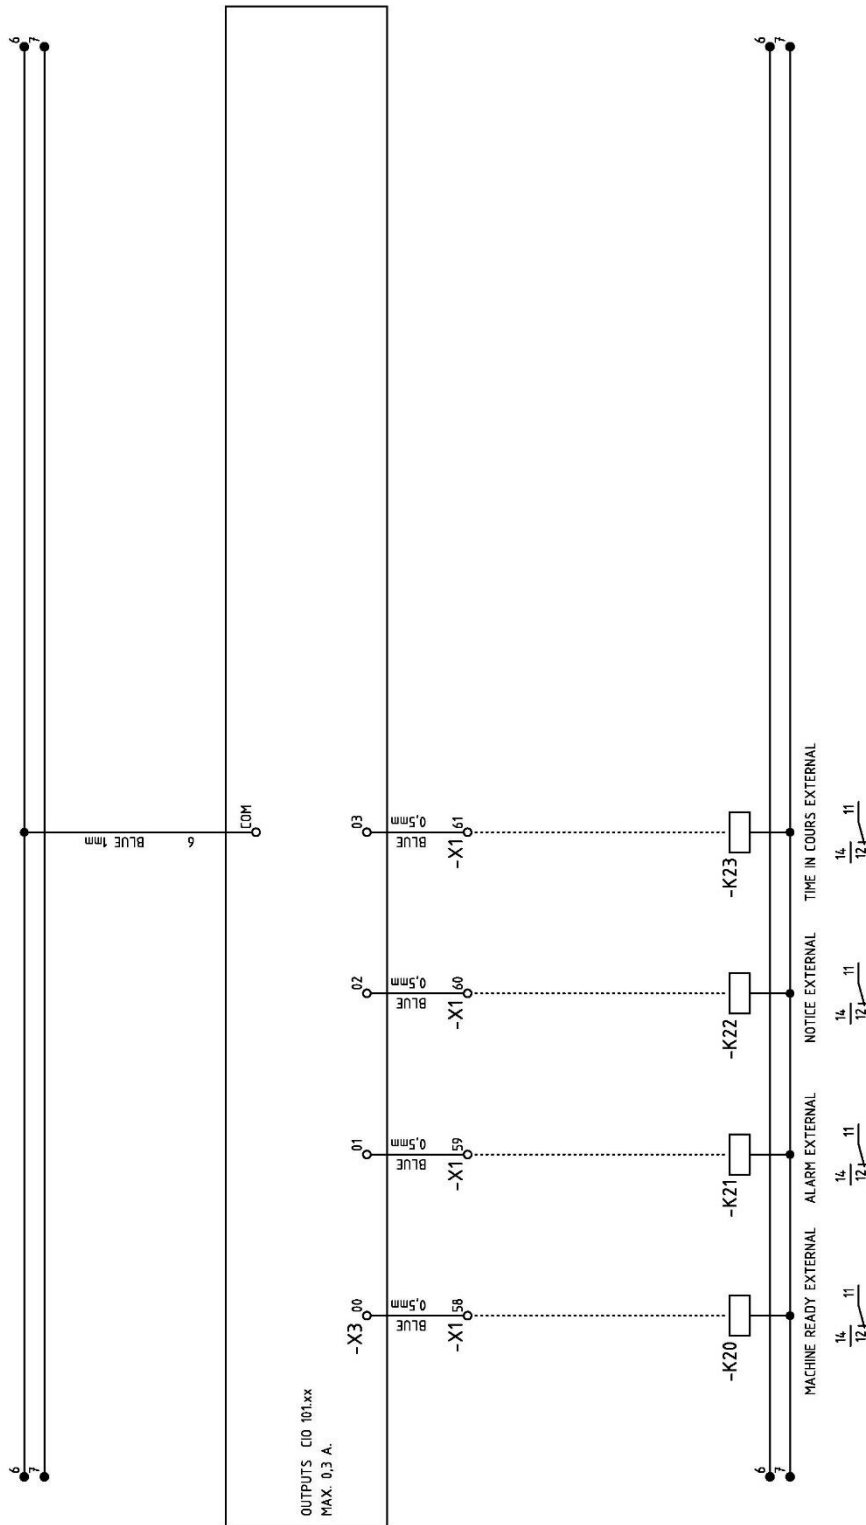 6
7
6
7
BLUE 1mm
6
COM
OUTPUTS CIO 101.xx
MAX. 0,3 A.
-X3 00
01
02
03
BLUE
0,5mm
BLUE
0,5mm
BLUE
0,5mm
BLUE
0,5mm
-X1 58
-X1 59
-X1 60
-X1 61
-K20
-K21
-K22
-K23
6
7
6
7
MACHINE READY EXTERNAL
ALARM EXTERNAL
NOTICE EXTERNAL
TIME IN COURS EXTERNAL
14
12
11
14
12
11
14
12
11
14
12
11